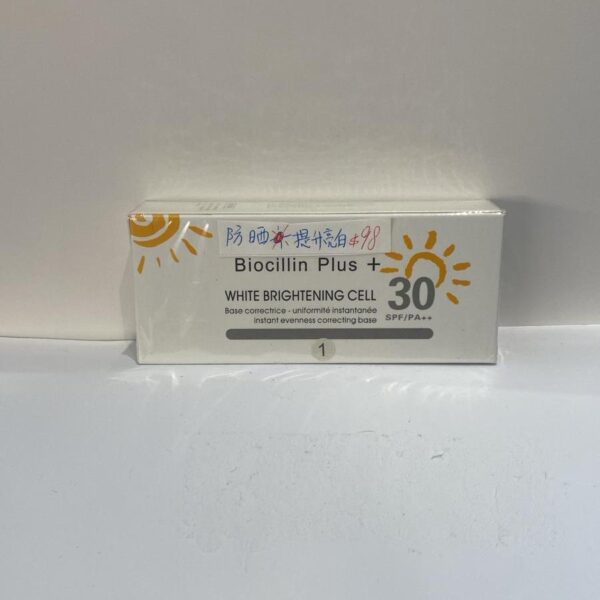 防晒 提升亮白 $98
Biocillin Plus +
WHITE BRIGHTENING CELL
Base correctrice - uniformité instantanée
instant evenness correcting base
30
SPF/PA++
1